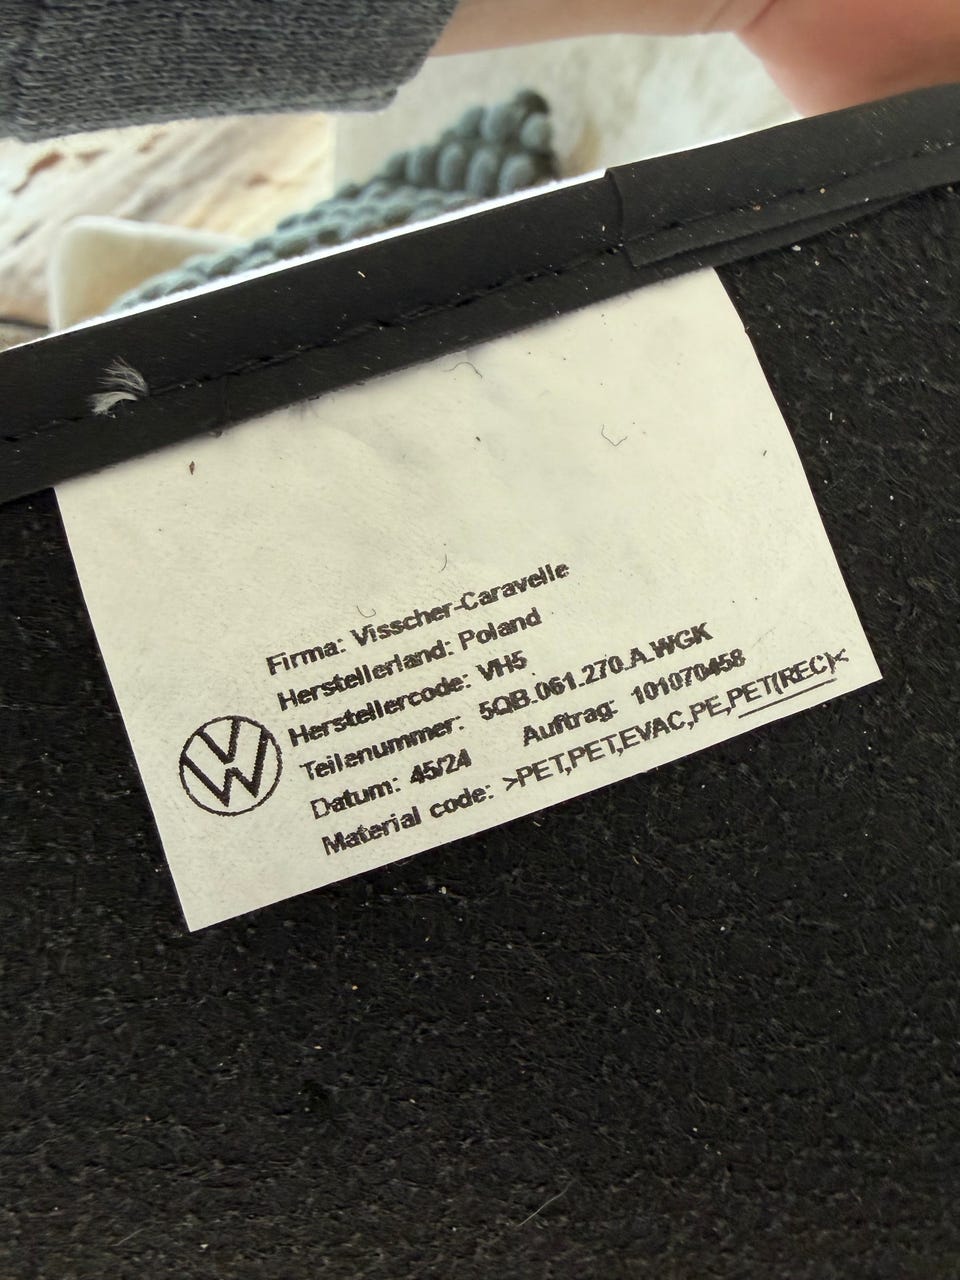 Firma: Visscher-Caravelle
Herstellerland: Poland
Herstellercode: VH5
Teilenummer: 5QB.061.270.A.WGK
Datum: 45/24 Auftrag: 101070458
Material code: >PET,PET,EVAC,PE,PET(REC)<
VW